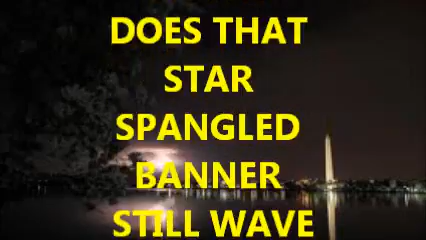 DOES THAT
STAR
SPANGLED
BANNER
STILL WAVE